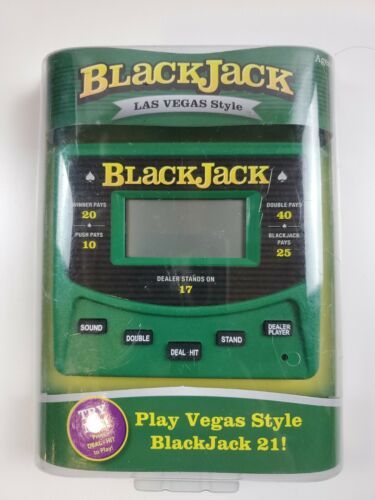 BLACKJACK
LAS VEGAS Style
BLACKJACK
WINNER PAYS
20
PUSH PAYS
10
DOUBLE PAYS
40
BLACKJACK
PAYS
25
DEALER STANDS ON
17
SOUND
DOUBLE
DEAL HIT
STAND
DEALER
PLAYER
TRY
DEAL-HIT
to Play!
Play Vegas Style
BlackJack 21!